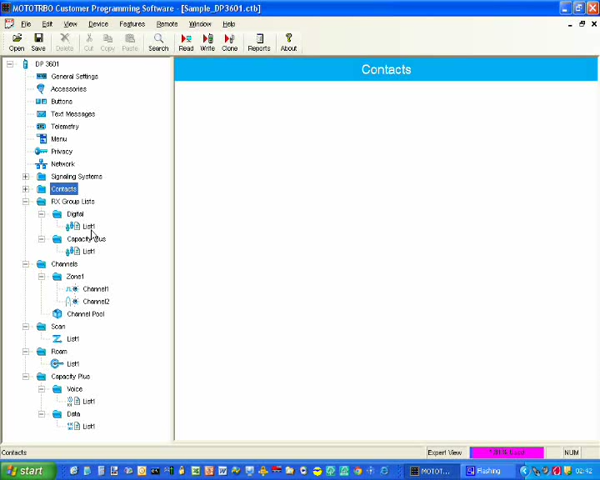 MOTOTRBO Customer Programming Software - [Sample_DP3601.ctb]
File Edit View Device Features Remote Window Help
Open Save Delete Cut Copy Paste Search Read Write Clone Reports About
DP 3601
Contacts
General Settings
Accessories
Buttons
Text Messages
Telemetry
Menu
Privacy
Network
Signaling Systems
Contacts
RX Group Lists
Digital
List1
Capacity Plus
List1
Channels
Zone1
Channel1
Channel2
Channel Pool
Scan
List1
Roam
List1
Capacity Plus
Voice
List1
Data
List1
Contacts
Expert View
NUM
start
MOTOT...
Flashing
02:42